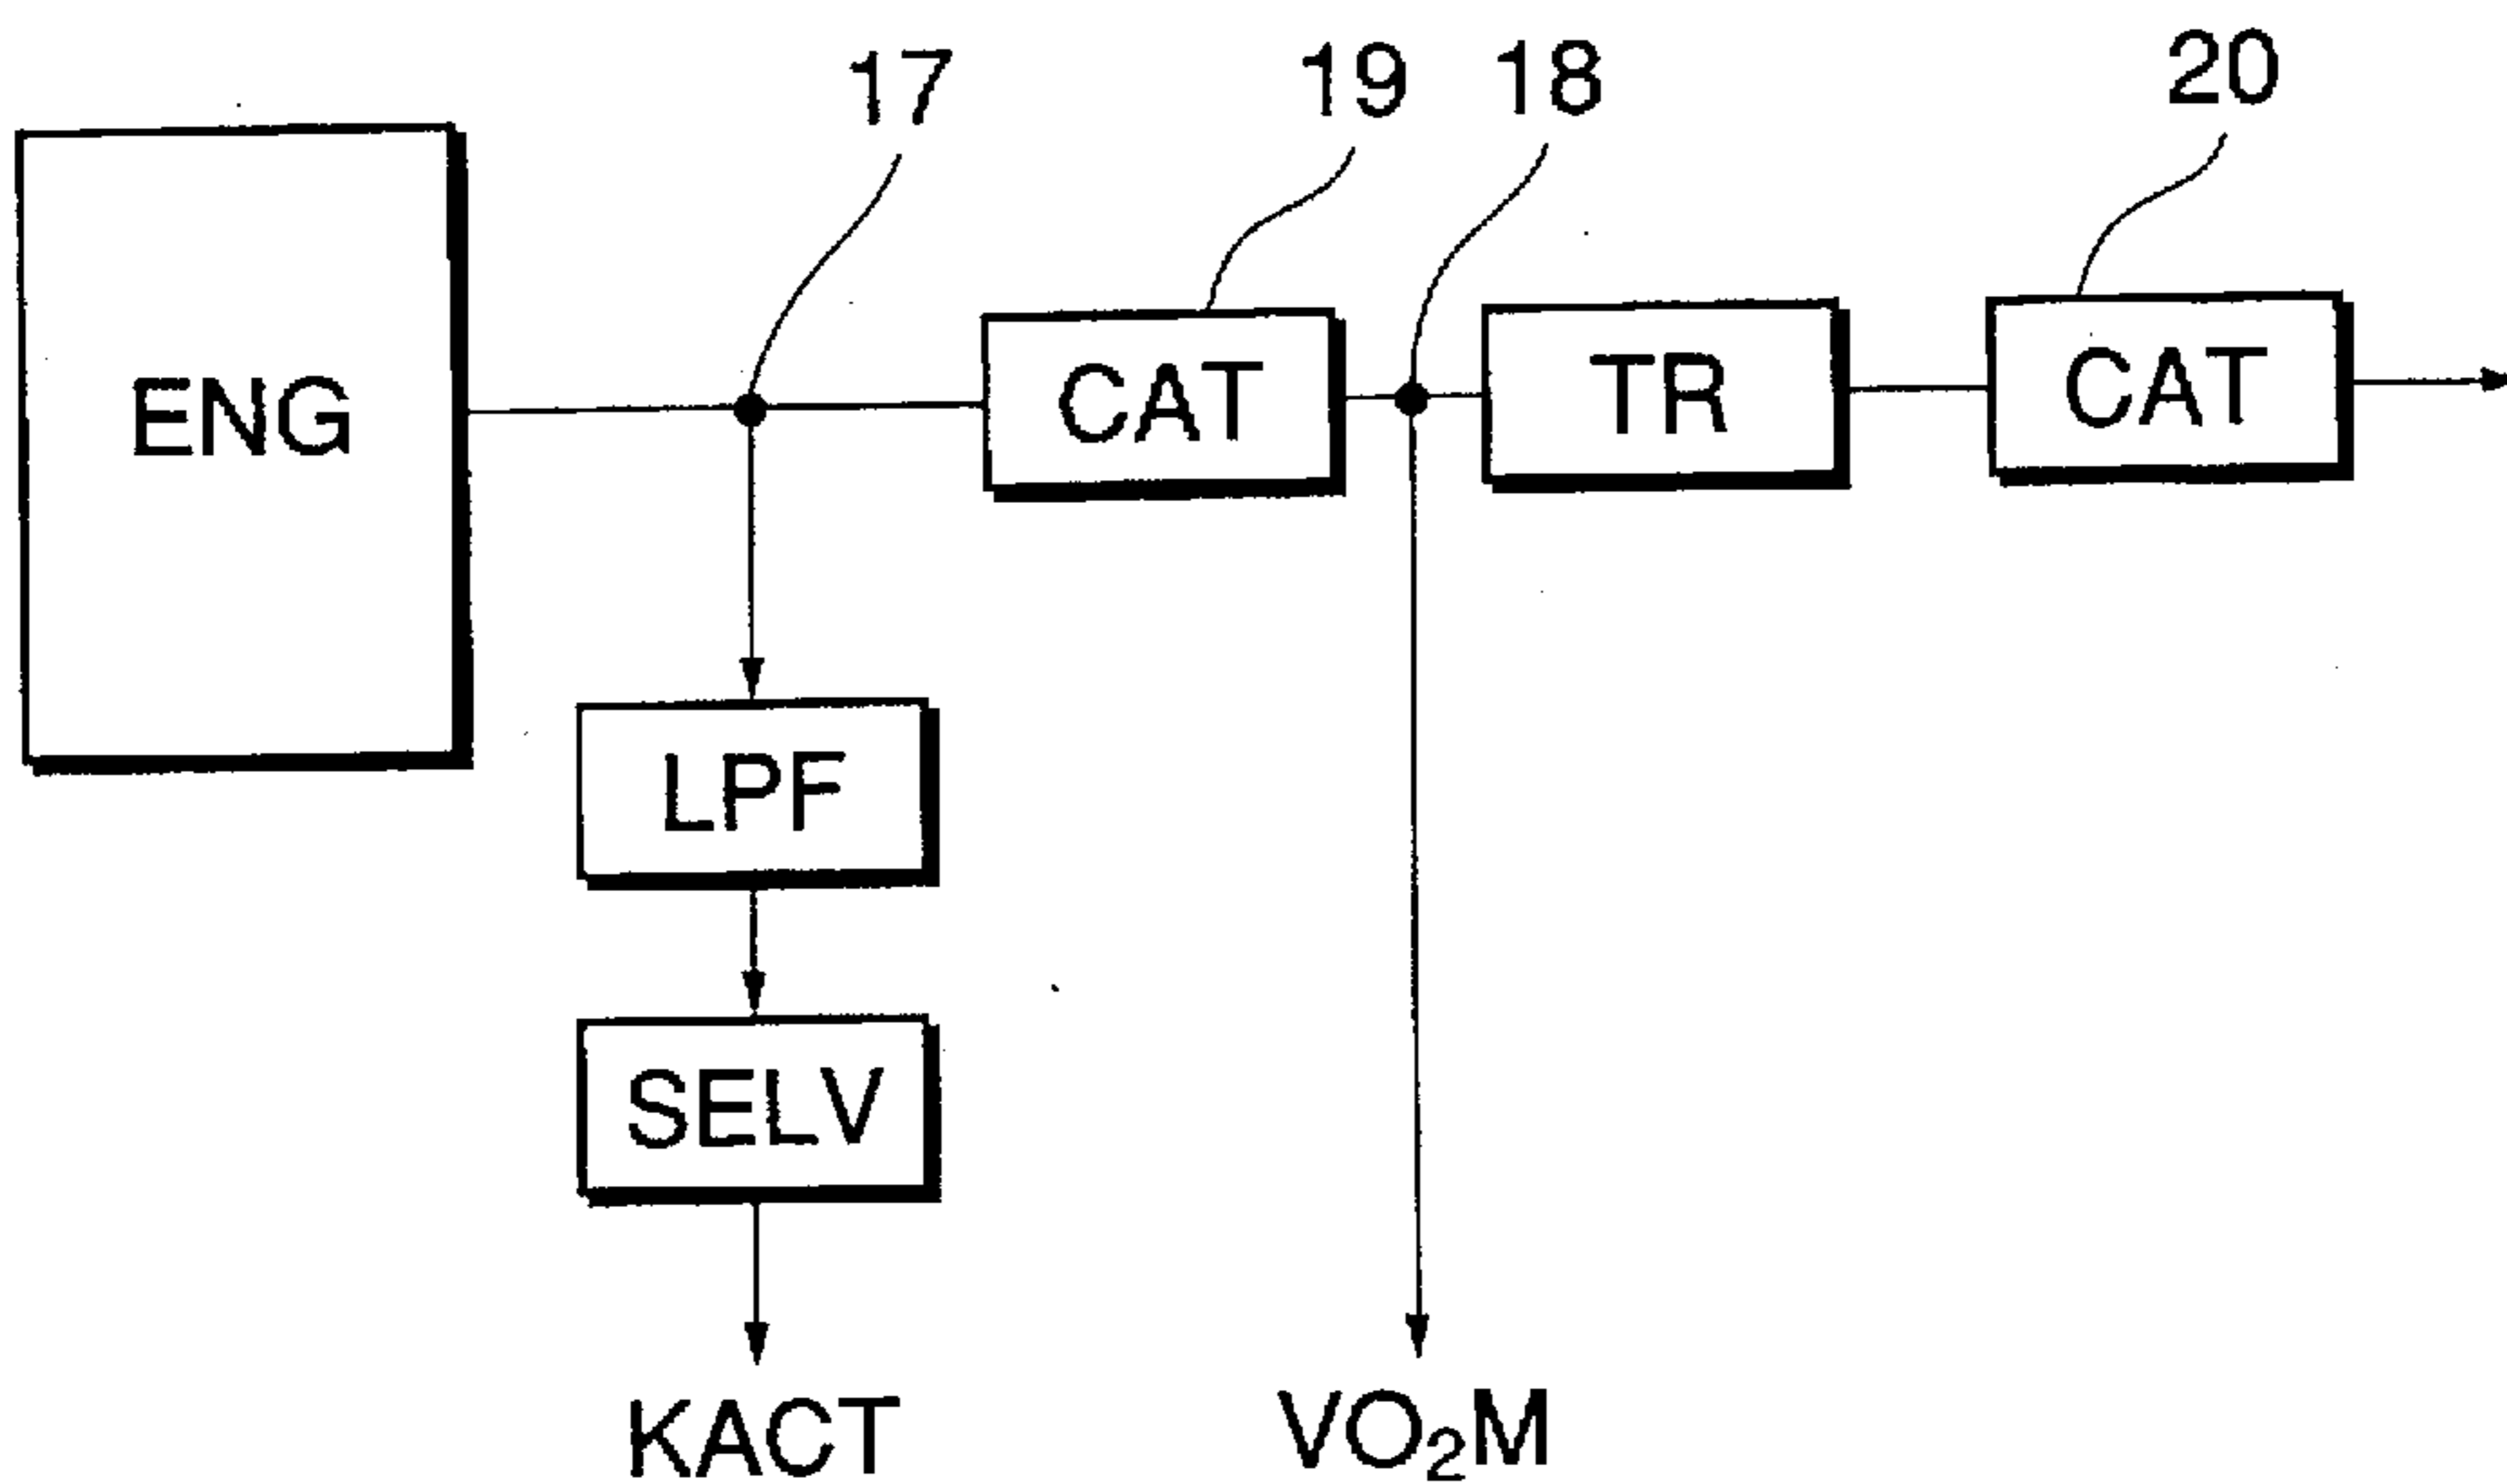 17 19 18 20
ENG CAT TR CAT
LPF
SELV
KACT VO₂M